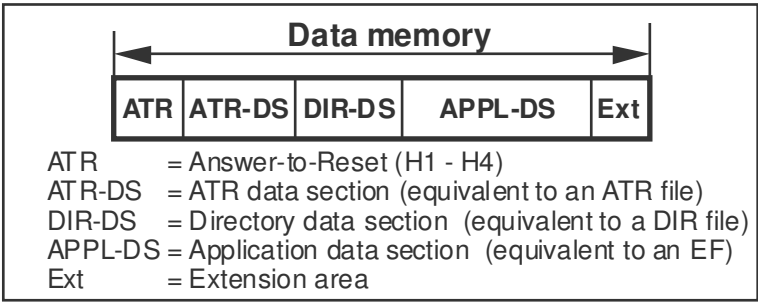 Data memory
ATR ATR-DS DIR-DS APPL-DS Ext
ATR = Answer-to-Reset (H1 - H4)
ATR-DS = ATR data section (equivalent to an ATR file)
DIR-DS = Directory data section (equivalent to a DIR file)
APPL-DS = Application data section (equivalent to an EF)
Ext = Extension area